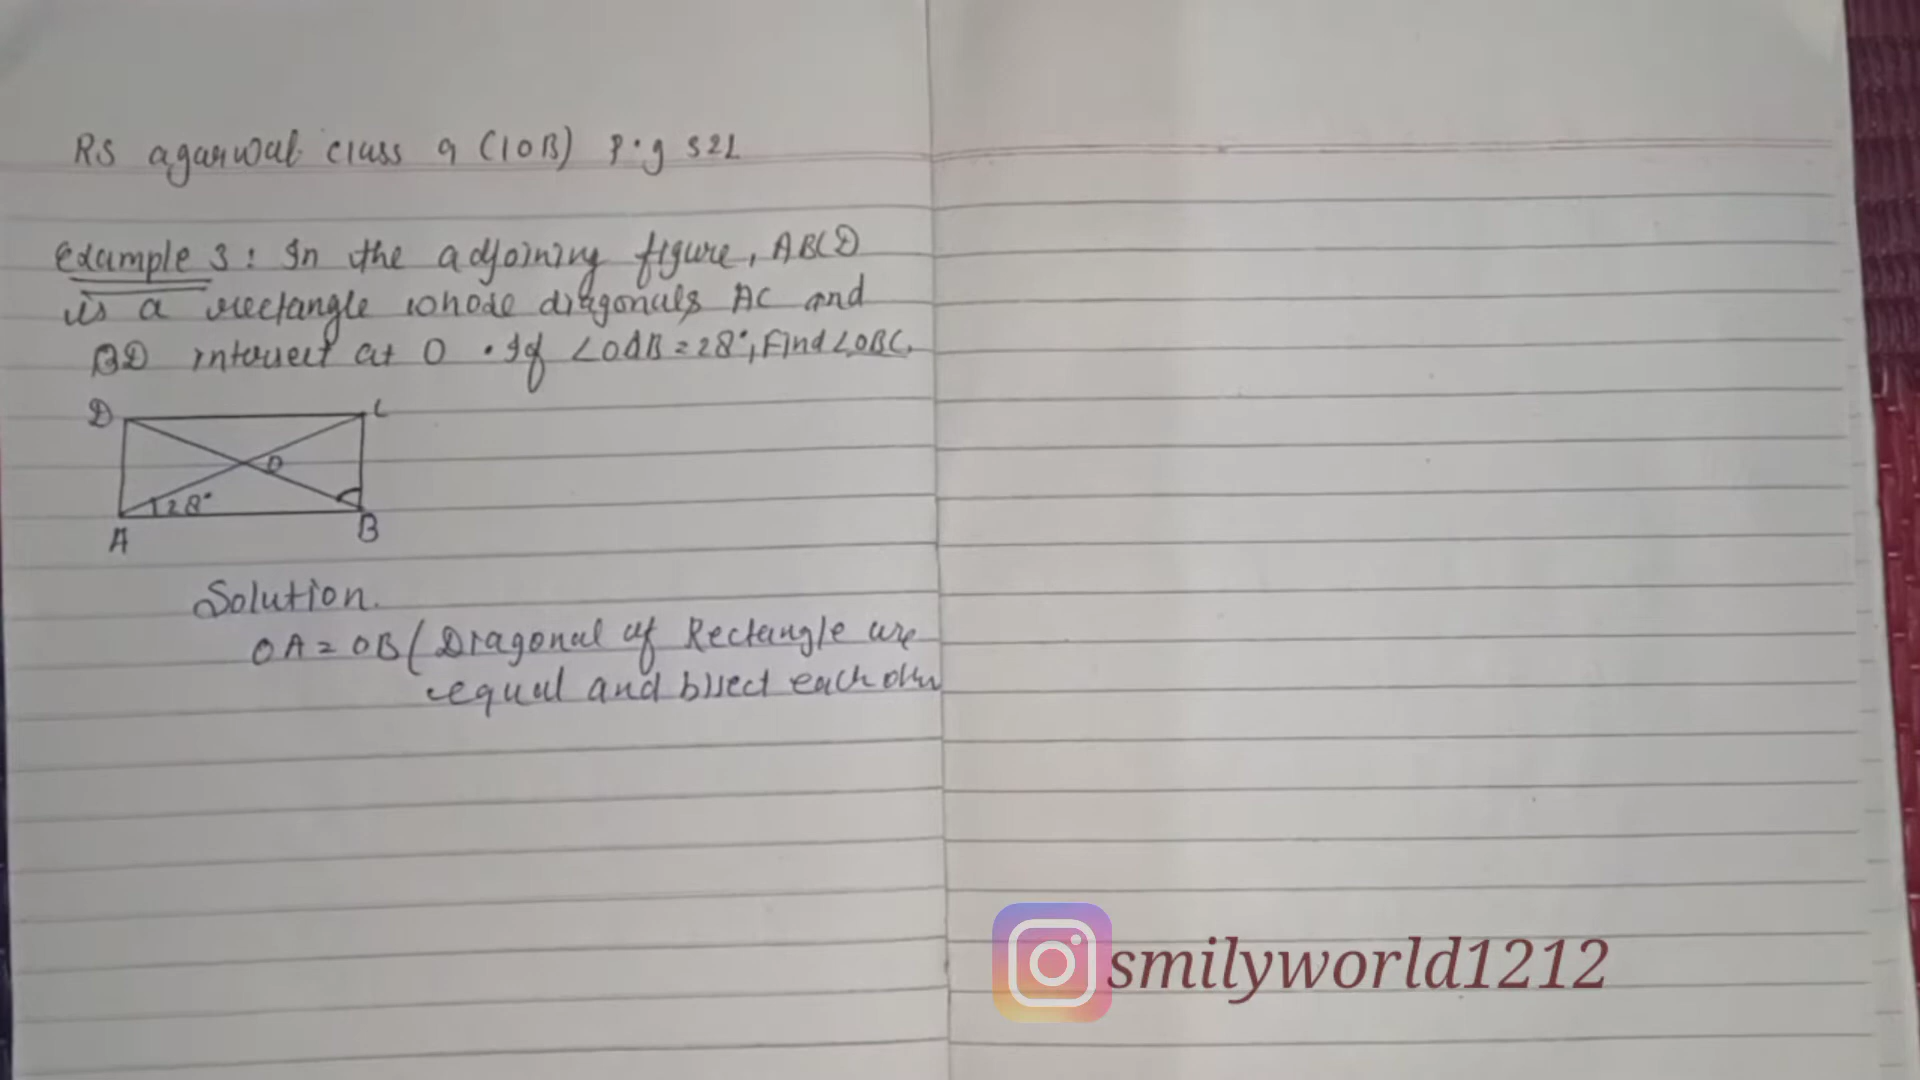 RS agarwal class 9 (10B) P.g 321
Example 3: In the adjoining figure, ABCD
is a rectangle whose diagonals AC and
BD intersect at O. If ∠OAB=28°, Find ∠OBC.
D C
O
28°
A B
Solution.
OA=OB (Diagonal of Rectangle are
equal and bisect each other
smilyworld1212